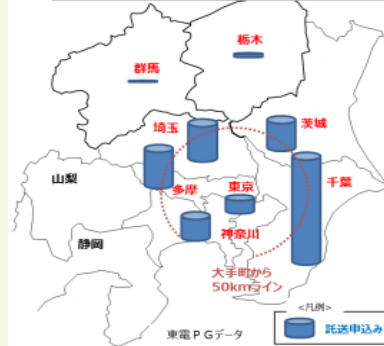 栃木
群馬
埼玉
茨城
山梨
多摩
東京
千葉
静岡
神奈川
大手町から
50kmライン
<凡例>
東電PGデータ
託送申込み